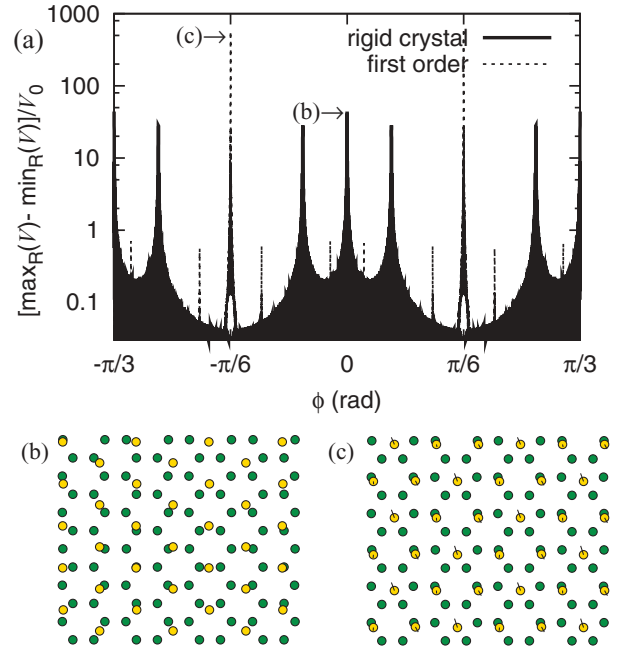 (a)
[max_R(V)- min_R(V)]/V_0
1000
100
10
1
0.1
(c)→
(b)→
rigid crystal
first order
-π/3
-π/6
0
π/6
π/3
ϕ (rad)
(b)
(c)